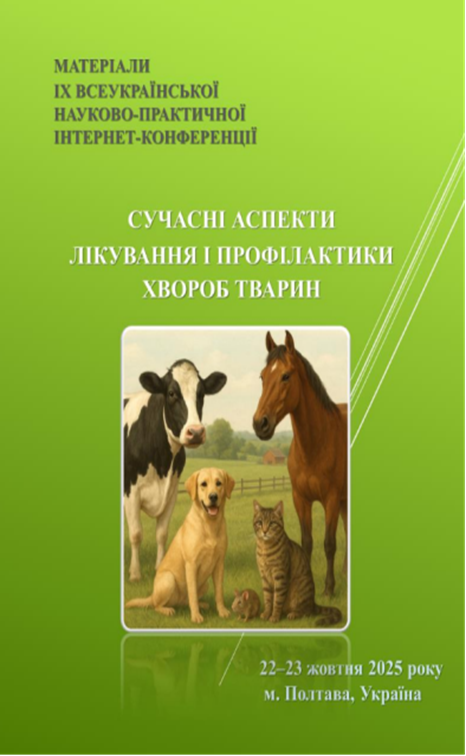 МАТЕРІАЛИ
ІХ ВСЕУКРАЇНСЬКОЇ
НАУКОВО-ПРАКТИЧНОЇ
ІНТЕРНЕТ-КОНФЕРЕНЦІЇ
СУЧАСНІ АСПЕКТИ
ЛІКУВАННЯ І ПРОФІЛАКТИКИ
ХВОРОБ ТВАРИН
22–23 жовтня 2025 року
м. Полтава, Україна